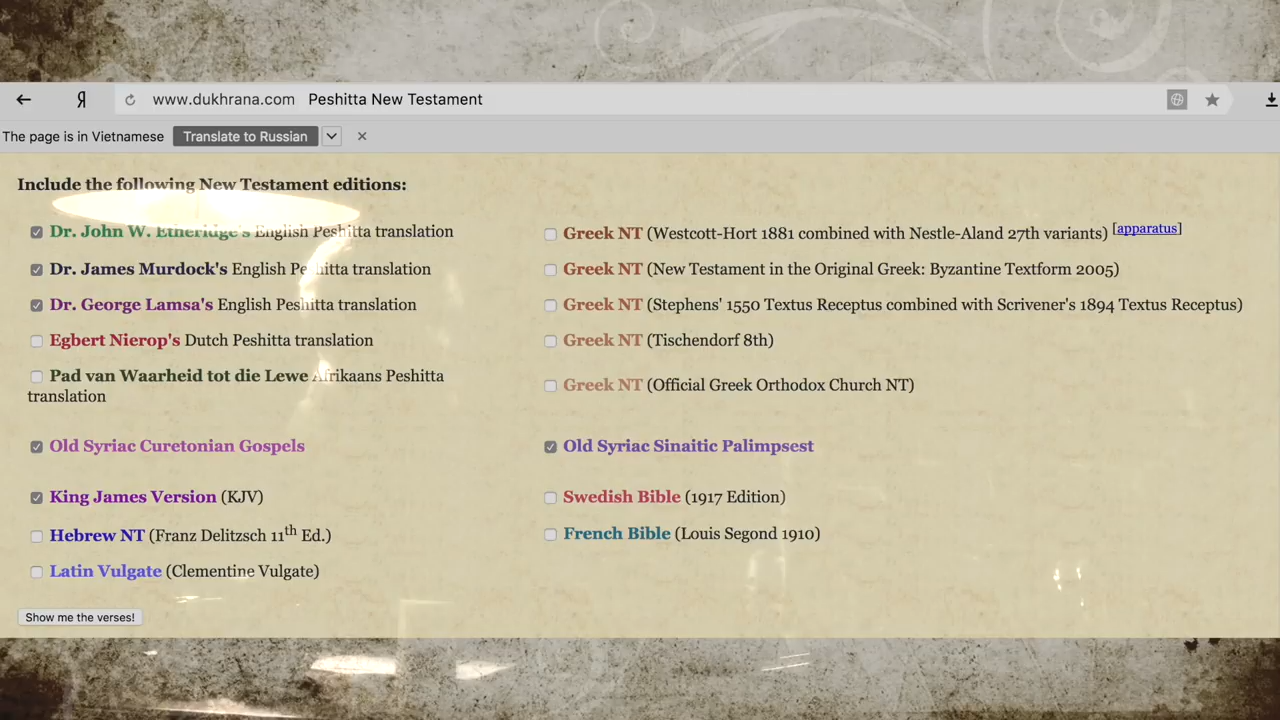 Я www.dukhrana.com Peshitta New Testament
The page is in Vietnamese Translate to Russian
Include the following New Testament editions:
Dr. John W. Etheridge's English Peshitta translation
Dr. James Murdock's English Peshitta translation
Dr. George Lamsa's English Peshitta translation
Egbert Nierop's Dutch Peshitta translation
Pad van Waarheid tot die Lewe Afrikaans Peshitta
translation
Greek NT (Westcott-Hort 1881 combined with Nestle-Aland 27th variants) [apparatus]
Greek NT (New Testament in the Original Greek: Byzantine Textform 2005)
Greek NT (Stephens' 1550 Textus Receptus combined with Scrivener's 1894 Textus Receptus)
Greek NT (Tischendorf 8th)
Greek NT (Official Greek Orthodox Church NT)
Old Syriac Curetonian Gospels
Old Syriac Sinaitic Palimpsest
King James Version (KJV)
Hebrew NT (Franz Delitzsch 11th Ed.)
Latin Vulgate (Clementine Vulgate)
Swedish Bible (1917 Edition)
French Bible (Louis Segond 1910)
Show me the verses!